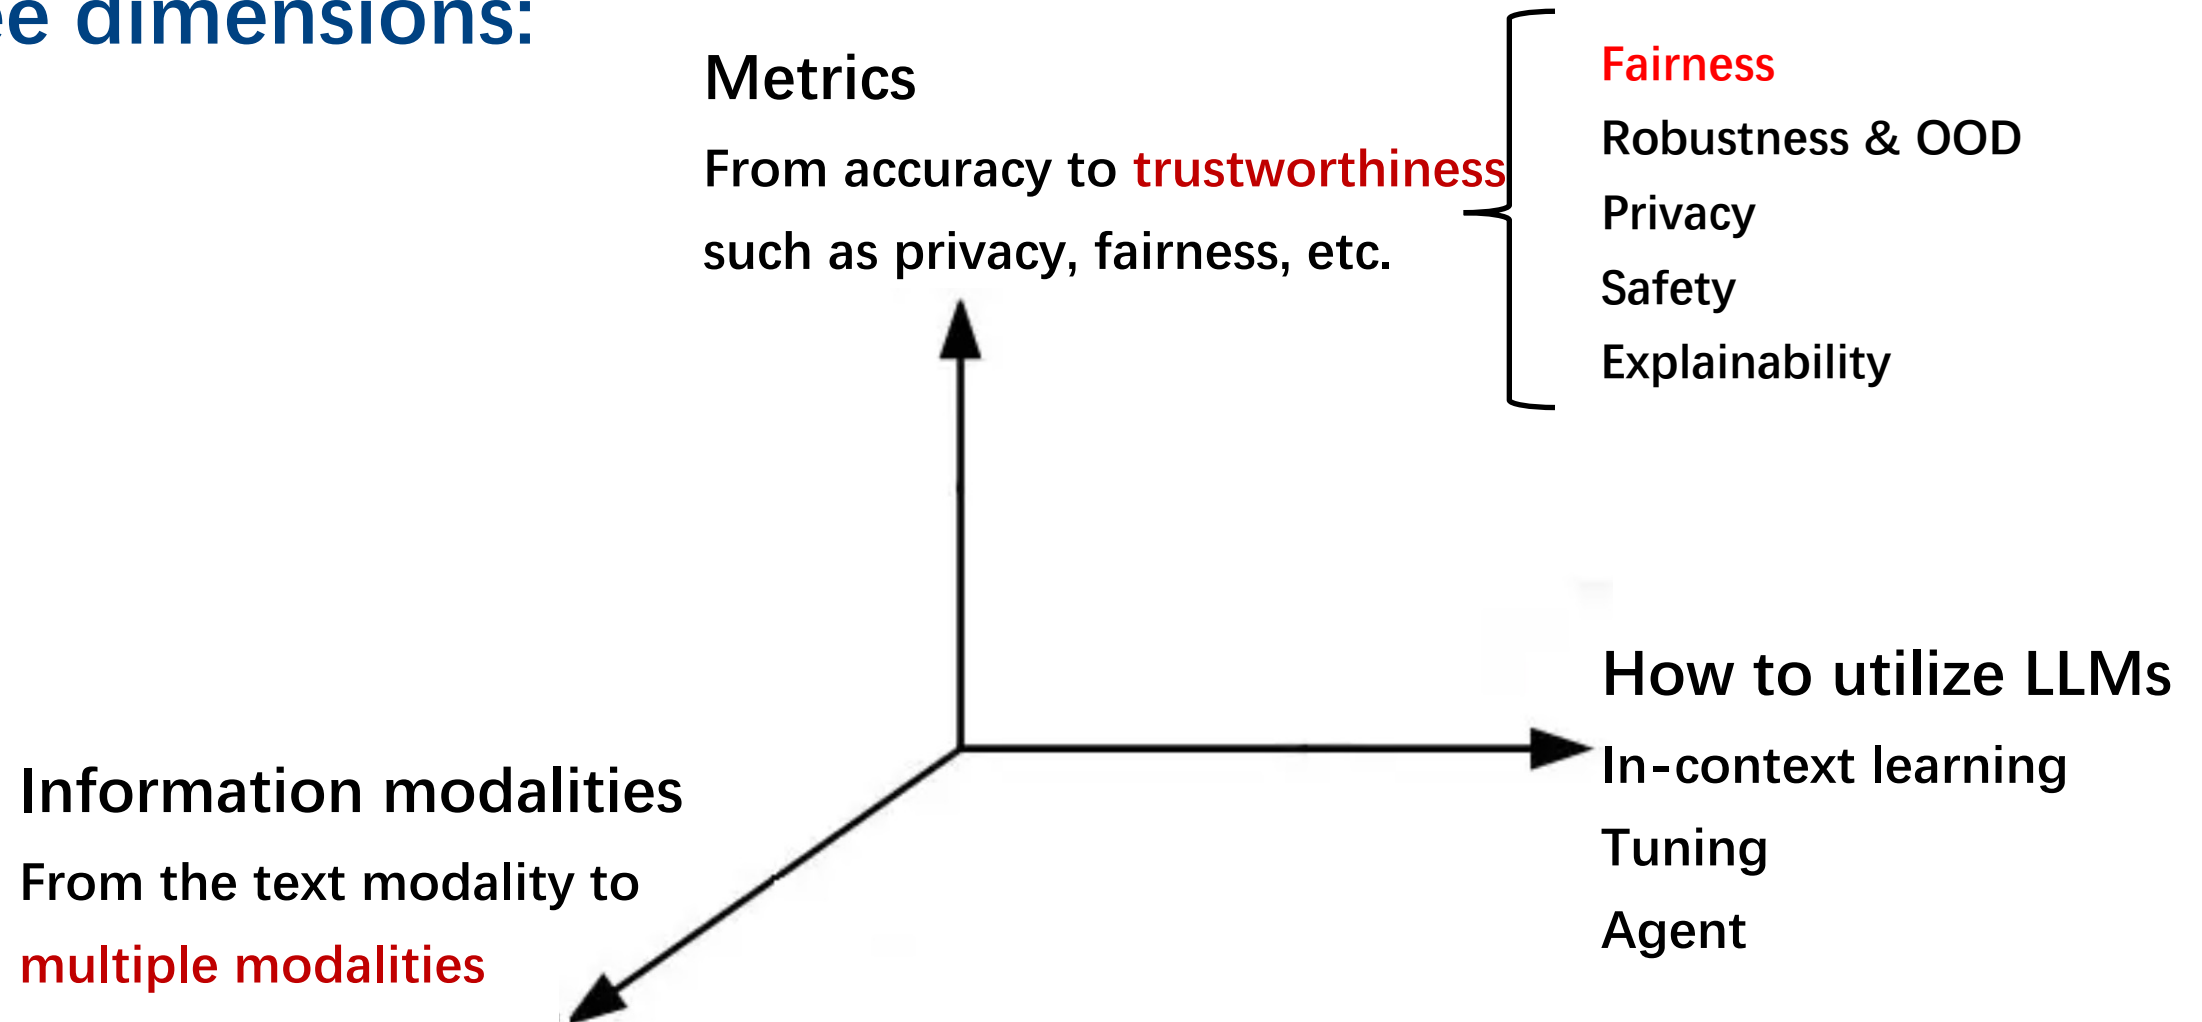 dimensions:
Metrics
From accuracy to trustworthiness
such as privacy, fairness, etc.
Fairness
Robustness & OOD
Privacy
Safety
Explainability
How to utilize LLMs
In-context learning
Tuning
Agent
Information modalities
From the text modality to
multiple modalities